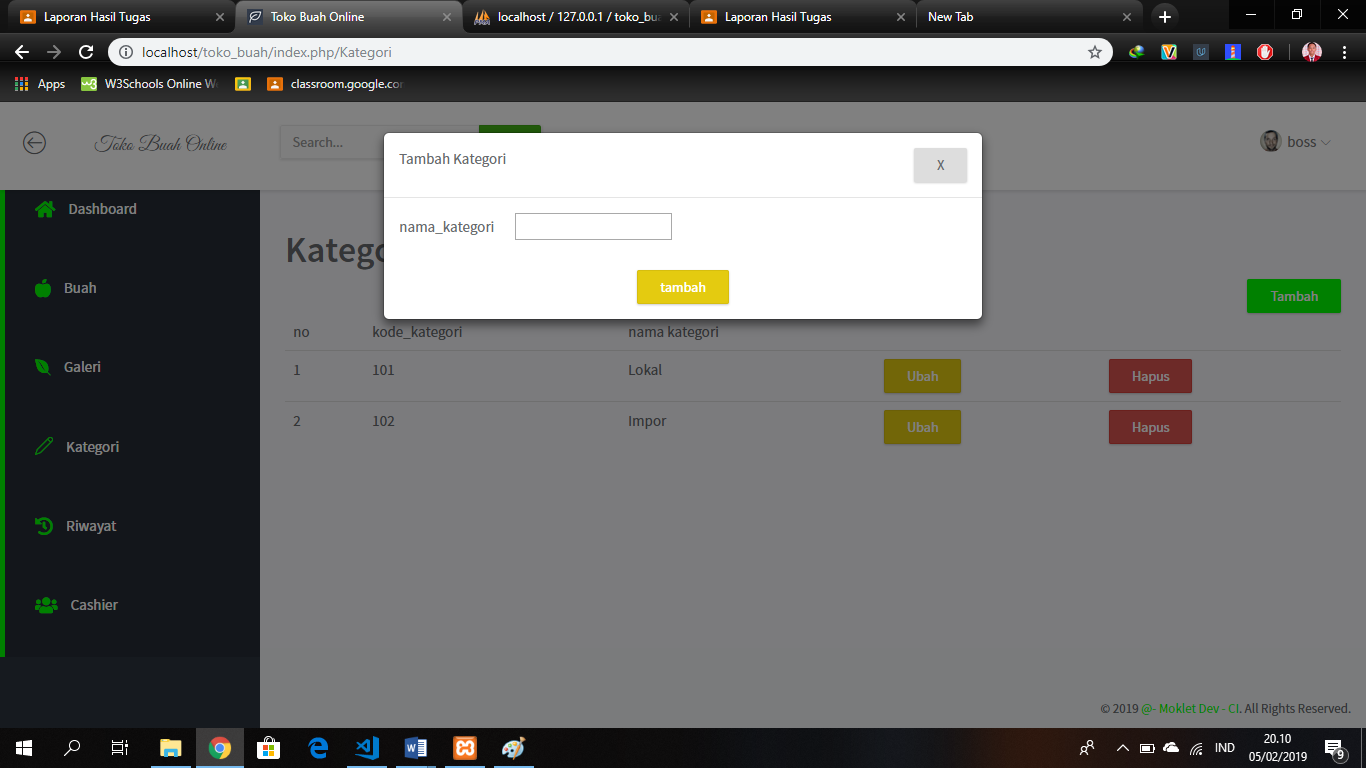 Laporan Hasil Tugas
Toko Buah Online
localhost / 127.0.0.1 / toko_bua
Laporan Hasil Tugas
New Tab
localhost/toko_buah/index.php/Kategori
Apps
W3Schools Online We
classroom.google.com
Toko Buah Online
Search...
boss
Tambah Kategori
X
nama_kategori
tambah
Dashboard
Buah
Galeri
Kategori
Riwayat
Cashier
Katego
Tambah
no kode_kategori nama kategori
1 101 Lokal Ubah Hapus
2 102 Impor Ubah Hapus
© 2019 @- Moklet Dev - CI. All Rights Reserved.
IND
20.10
05/02/2019
9